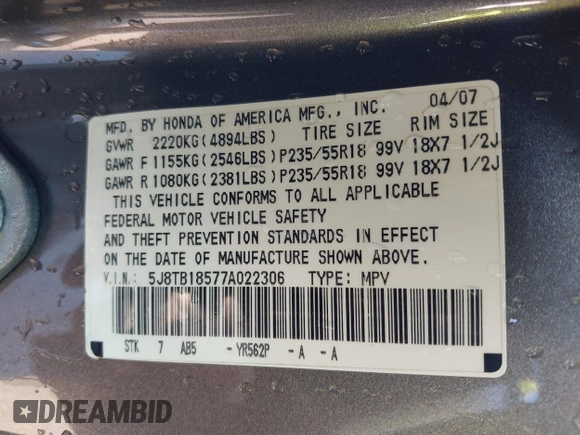 MFD. BY HONDA OF AMERICA MFG., INC. 04/07
GVWR 2220KG(4894LBS) TIRE SIZE RIM SIZE
GAWR F1155KG(2546LBS)P235/55R18 99V 18X7 1/2J
GAWR R1080KG(2381LBS)P235/55R18 99V 18X7 1/2J
THIS VEHICLE CONFORMS TO ALL APPLICABLE
FEDERAL MOTOR VEHICLE SAFETY
AND THEFT PREVENTION STANDARDS IN EFFECT
ON THE DATE OF MANUFACTURE SHOWN ABOVE.
V.I.N.: 5J8TB18577A022306 TYPE: MPV
STK 7 AB5 -YR562P -A -A
DREAMBID